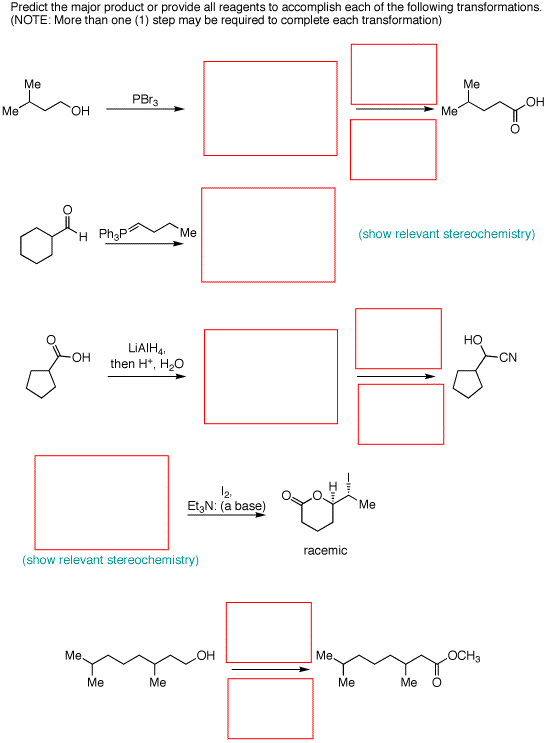 Predict the major product or provide all reagents to accomplish each of the following transformations.
(NOTE: More than one (1) step may be required to complete each transformation)
Me
Me
OH
PBr3
Me
Me
OH
O
O
H
Ph3P
Me
(show relevant stereochemistry)
O
OH
LiAlH4,
then H+, H2O
HO
CN
I2,
Et3N: (a base)
O
O
H
I
Me
racemic
(show relevant stereochemistry)
Me
Me
Me
OH
Me
Me
Me
OCH3
O